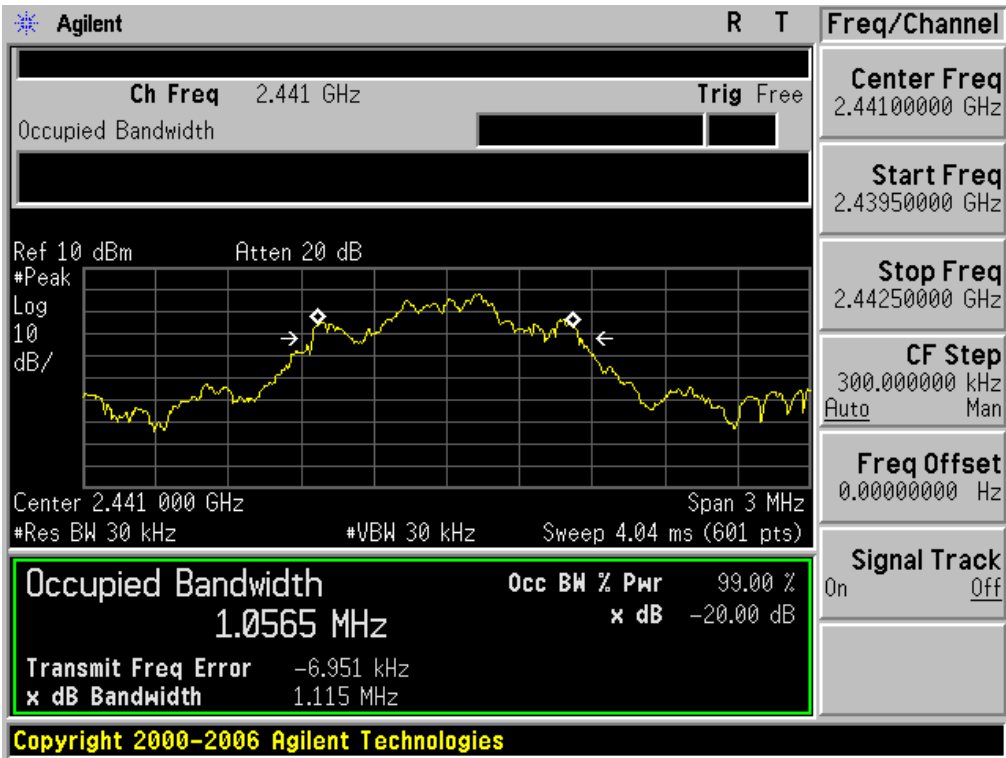 Agilent R T
Freq/Channel
Ch Freq 2.441 GHz Trig Free
Occupied Bandwidth
Center Freq
2.44100000 GHz
Start Freq
2.43950000 GHz
Stop Freq
2.44250000 GHz
CF Step
300.000000 kHz
Auto Man
Freq Offset
0.00000000 Hz
Signal Track
On Off
Ref 10 dBm Atten 20 dB
#Peak
Log
10
dB/
Center 2.441 000 GHz Span 3 MHz
#Res BW 30 kHz #VBW 30 kHz Sweep 4.04 ms (601 pts)
Occupied Bandwidth
1.0565 MHz
Occ BW % Pwr 99.00 %
x dB -20.00 dB
Transmit Freq Error -6.951 kHz
x dB Bandwidth 1.115 MHz
Copyright 2000-2006 Agilent Technologies